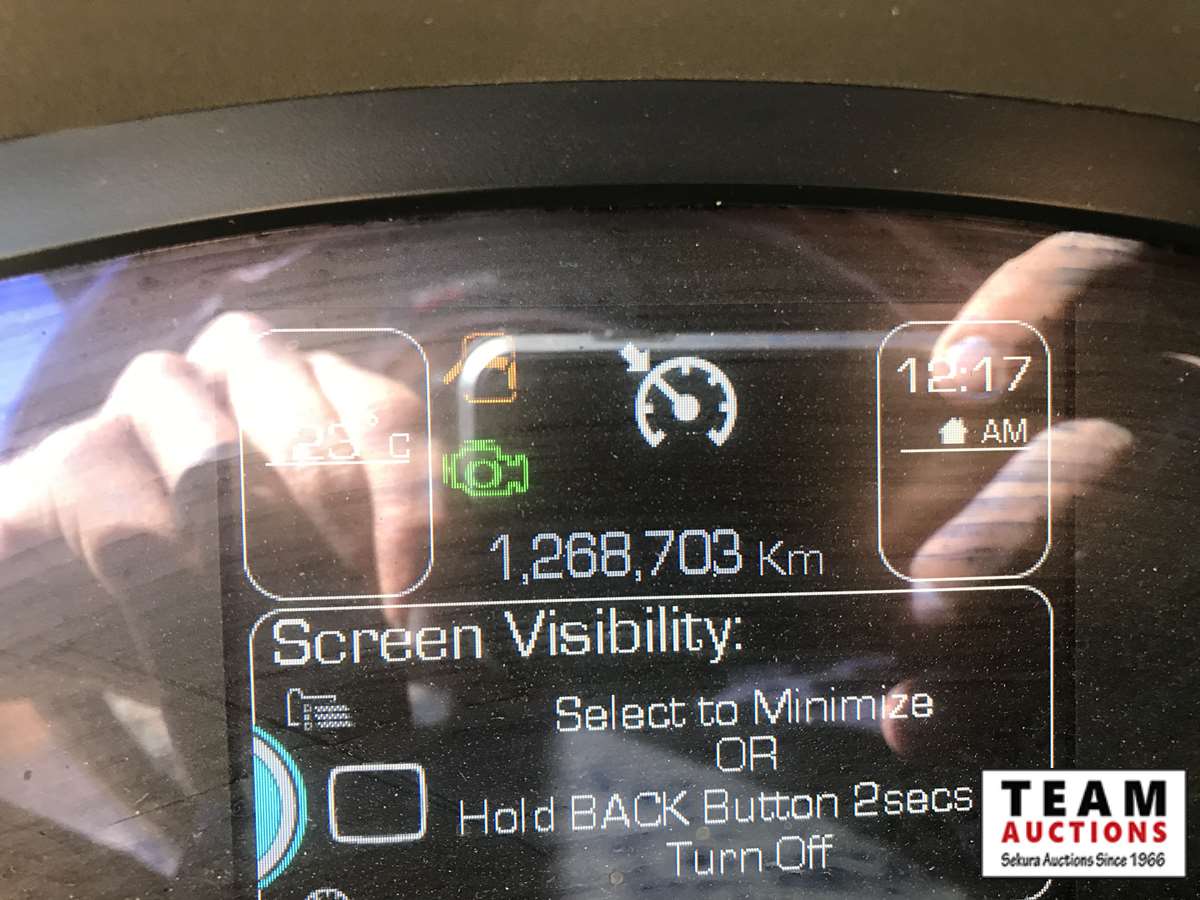 23° C
12:17
AM
1,268,703 Km
Screen Visibility:
Select to Minimize
OR
Hold BACK Button 2secs
Turn Off
TEAM
AUCTIONS
Sekura Auctions Since 1966